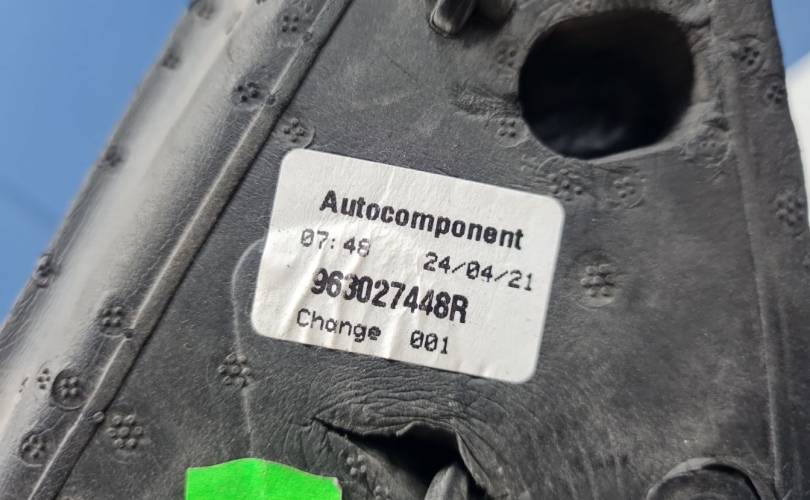 Autocomponent
07:48 24/04/21
963027448R
Change 001